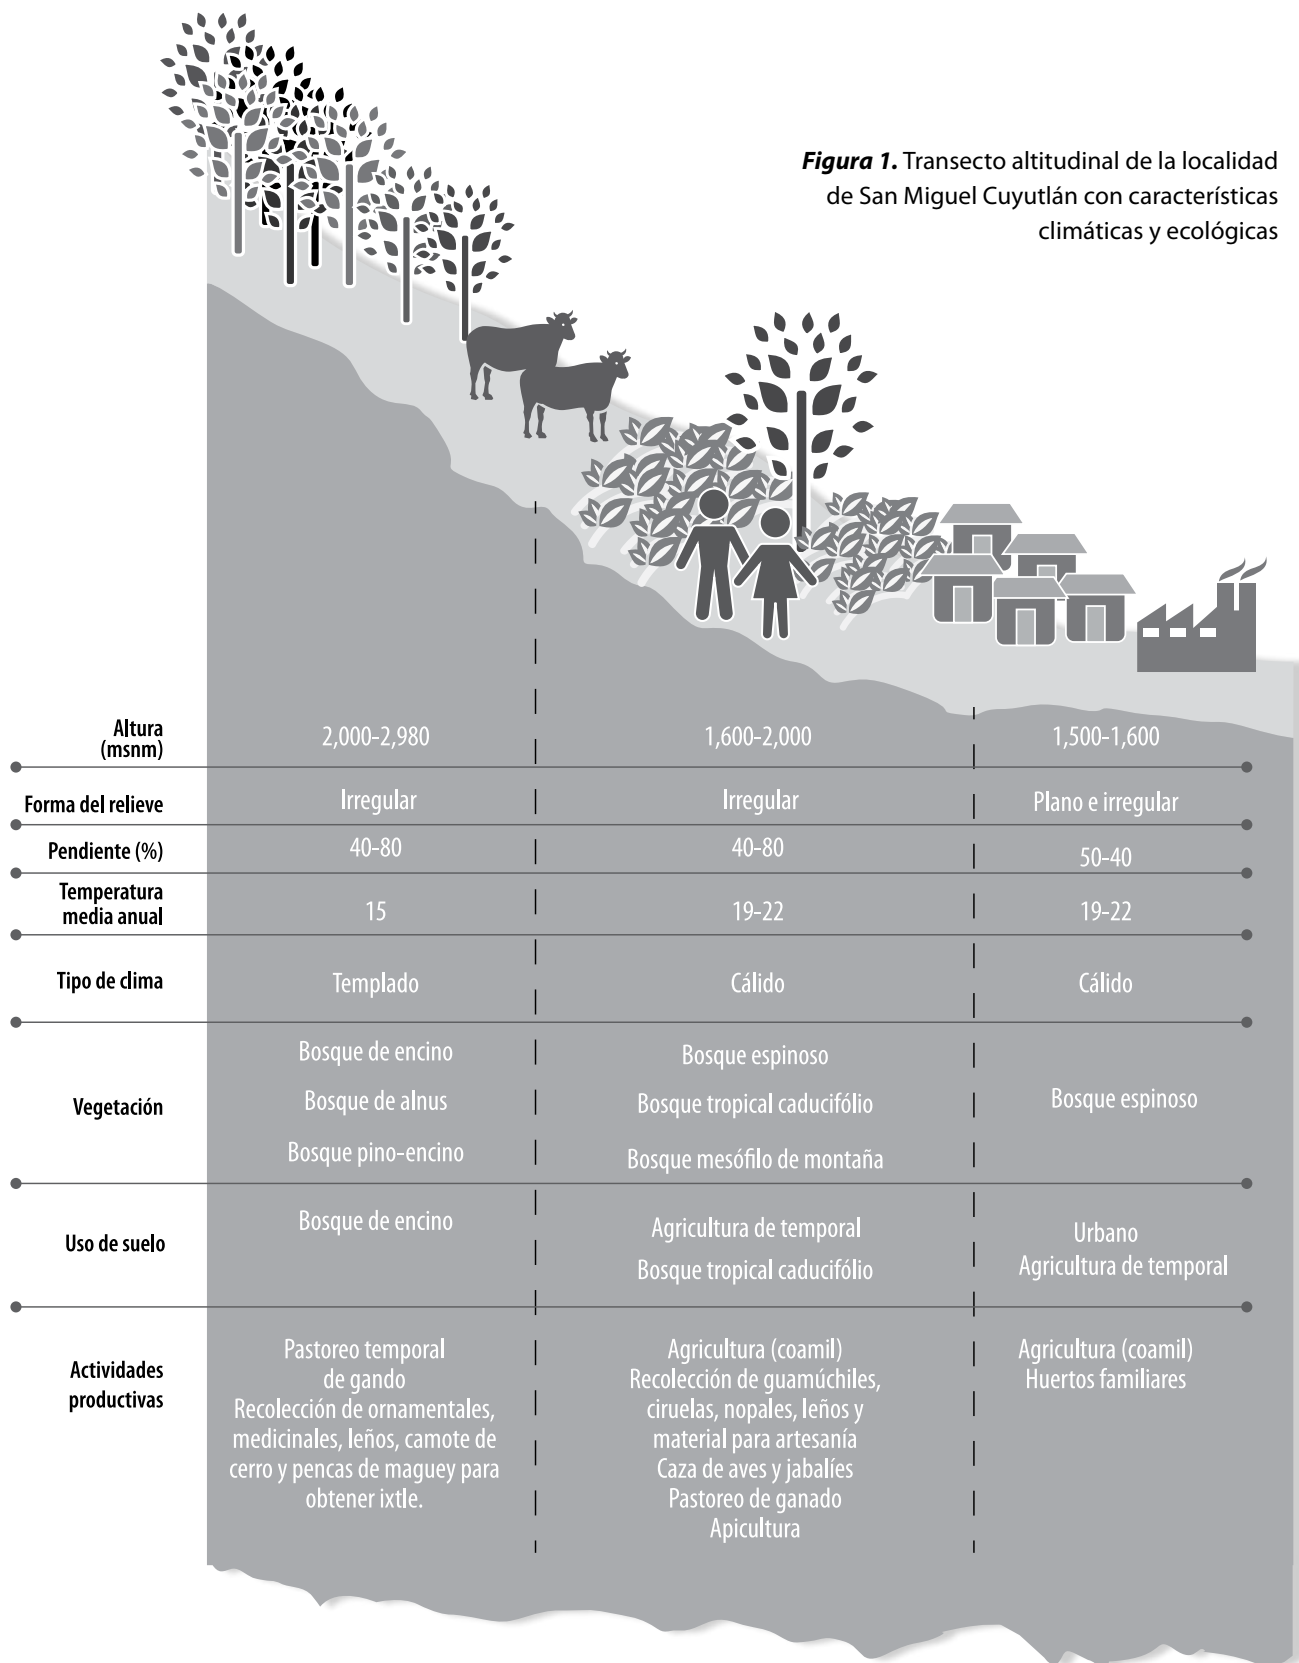 Figura 1. Transecto altitudinal de la localidad
de San Miguel Cuyutlán con características
climáticas y ecológicas
Altura
(msnm)
2,000-2,980
1,600-2,000
1,500-1,600
Forma del relieve
Irregular
Irregular
Plano e irregular
Pendiente (%)
40-80
40-80
50-40
Temperatura
media anual
15
19-22
19-22
Tipo de clima
Templado
Cálido
Cálido
Vegetación
Bosque de encino
Bosque de alnus
Bosque pino-encino
Bosque espinoso
Bosque tropical caducifólio
Bosque mesófilo de montaña
Bosque espinoso
Uso de suelo
Bosque de encino
Agricultura de temporal
Bosque tropical caducifólio
Urbano
Agricultura de temporal
Actividades
productivas
Pastoreo temporal
de gando
Recolección de ornamentales,
medicinales, leños, camote de
cerro y pencas de maguey para
obtener ixtle.
Agricultura (coamil)
Recolección de guamúchiles,
ciruelas, nopales, leños y
material para artesanía
Caza de aves y jabalíes
Pastoreo de ganado
Apicultura
Agricultura (coamil)
Huertos familiares